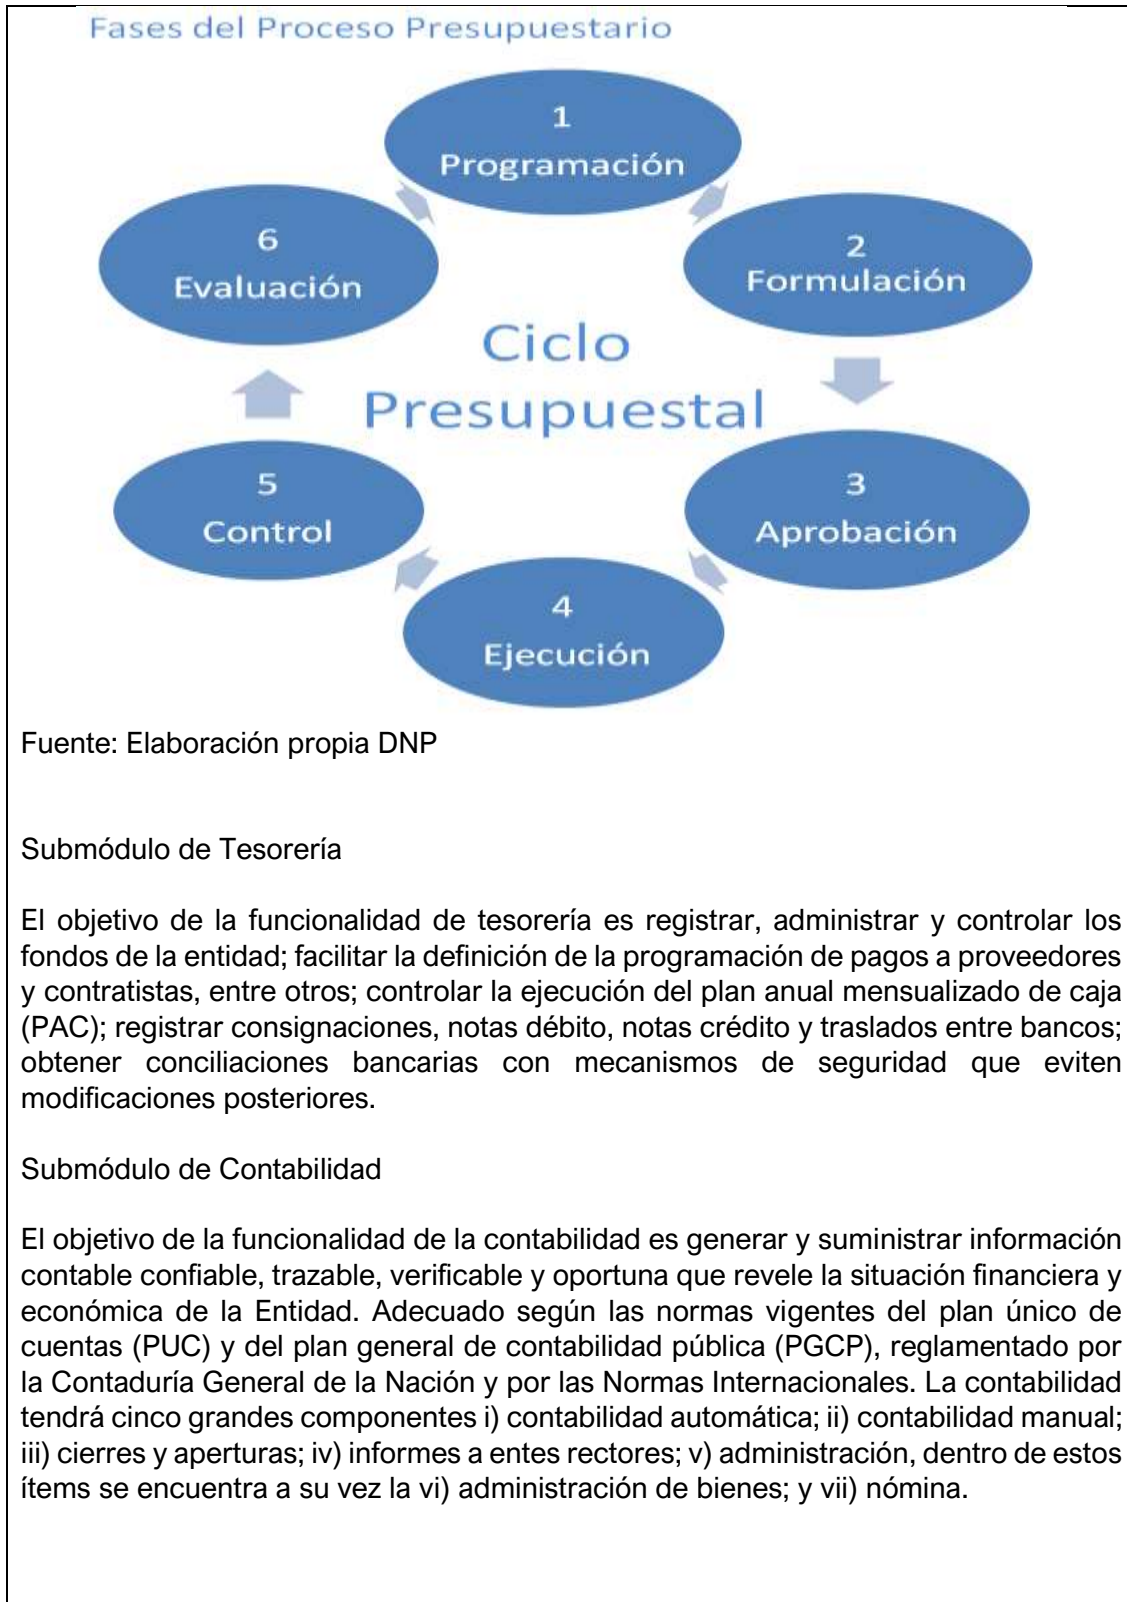 Fases del Proceso Presupuestario
1
Programación
2
Formulación
3
Aprobación
4
Ejecución
5
Control
6
Evaluación
Ciclo
Presupuestal
Fuente: Elaboración propia DNP
Submódulo de Tesorería
El objetivo de la funcionalidad de tesorería es registrar, administrar y controlar los
fondos de la entidad; facilitar la definición de la programación de pagos a proveedores
y contratistas, entre otros; controlar la ejecución del plan anual mensualizado de caja
(PAC); registrar consignaciones, notas débito, notas crédito y traslados entre bancos;
obtener conciliaciones bancarias con mecanismos de seguridad que eviten
modificaciones posteriores.
Submódulo de Contabilidad
El objetivo de la funcionalidad de la contabilidad es generar y suministrar información
contable confiable, trazable, verificable y oportuna que revele la situación financiera y
económica de la Entidad. Adecuado según las normas vigentes del plan único de
cuentas (PUC) y del plan general de contabilidad pública (PGCP), reglamentado por
la Contaduría General de la Nación y por las Normas Internacionales. La contabilidad
tendrá cinco grandes componentes i) contabilidad automática; ii) contabilidad manual;
iii) cierres y aperturas; iv) informes a entes rectores; v) administración, dentro de estos
ítems se encuentra a su vez la vi) administración de bienes; y vii) nómina.